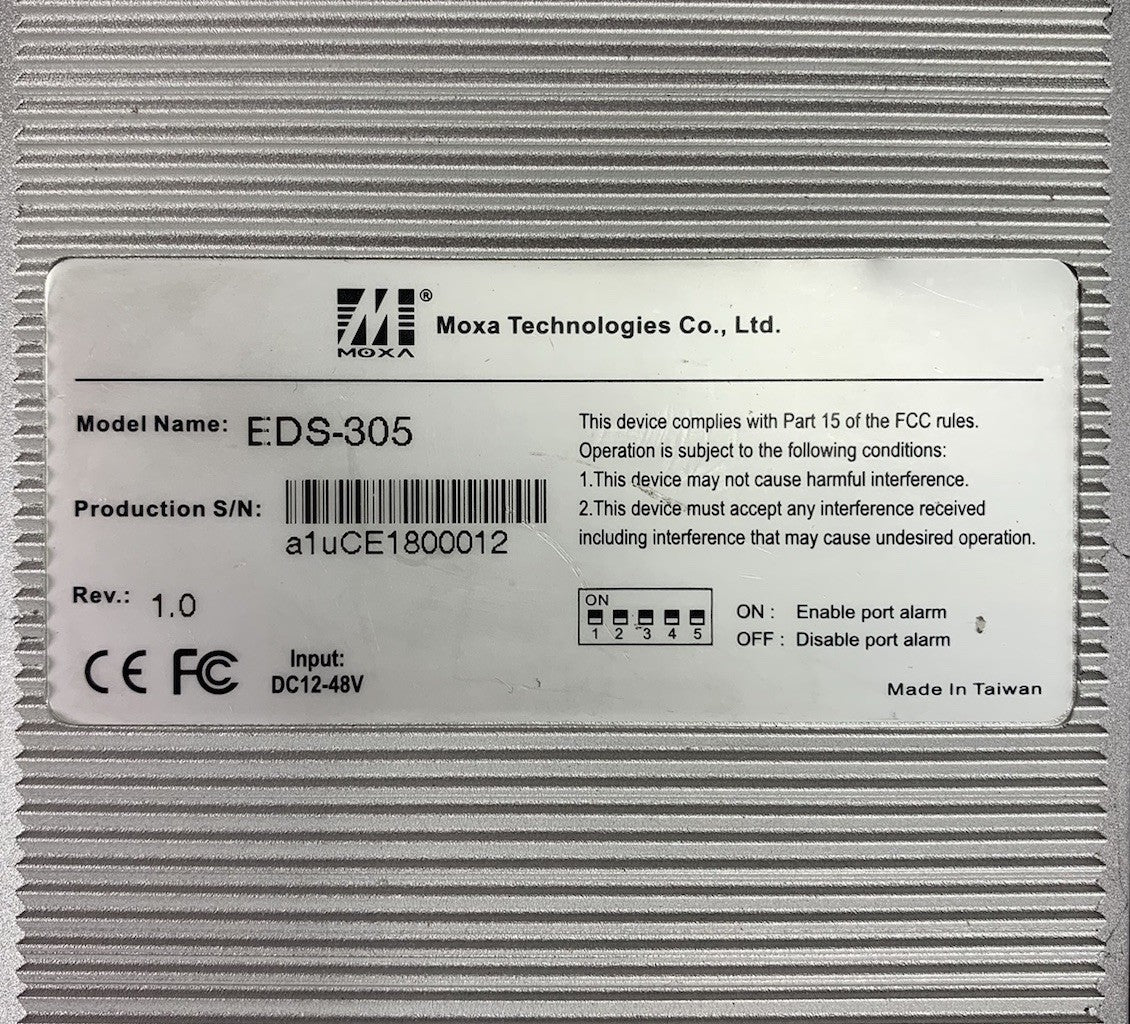 MOXA® Moxa Technologies Co., Ltd.
Model Name: EDS-305
Production S/N:
a1uCE1800012
Rev.: 1.0
CE FC
Input:
DC12-48V
This device complies with Part 15 of the FCC rules.
Operation is subject to the following conditions:
1.This device may not cause harmful interference.
2.This device must accept any interference received
including interference that may cause undesired operation.
ON
1 2 3 4 5
ON : Enable port alarm
OFF : Disable port alarm
Made In Taiwan